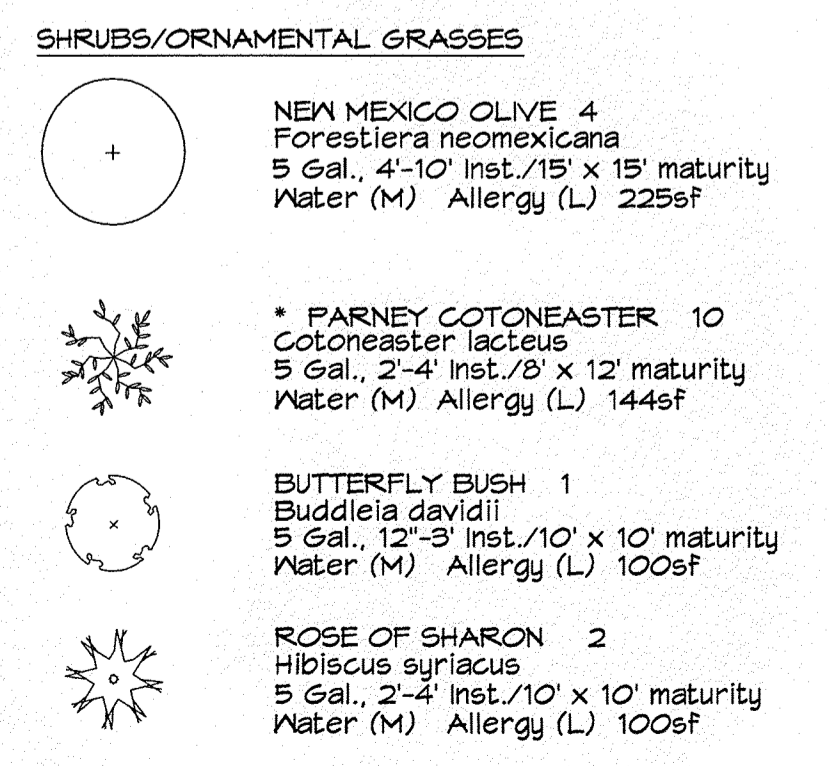 SHRUBS/ORNAMENTAL GRASSES
NEW MEXICO OLIVE 4
Forestiera neomexicana
5 Gal., 4'-10' Inst./15' x 15' maturity
Water (M) Allergy (L) 225sf
* PARNEY COTONEASTER 10
Cotoneaster lacteus
5 Gal., 2'-4' Inst./8' x 12' maturity
Water (M) Allergy (L) 144sf
BUTTERFLY BUSH 1
Buddleia davidii
5 Gal., 12"-3' Inst./10' x 10' maturity
Water (M) Allergy (L) 100sf
ROSE OF SHARON 2
Hibiscus syriacus
5 Gal., 2'-4' Inst./10' x 10' maturity
Water (M) Allergy (L) 100sf